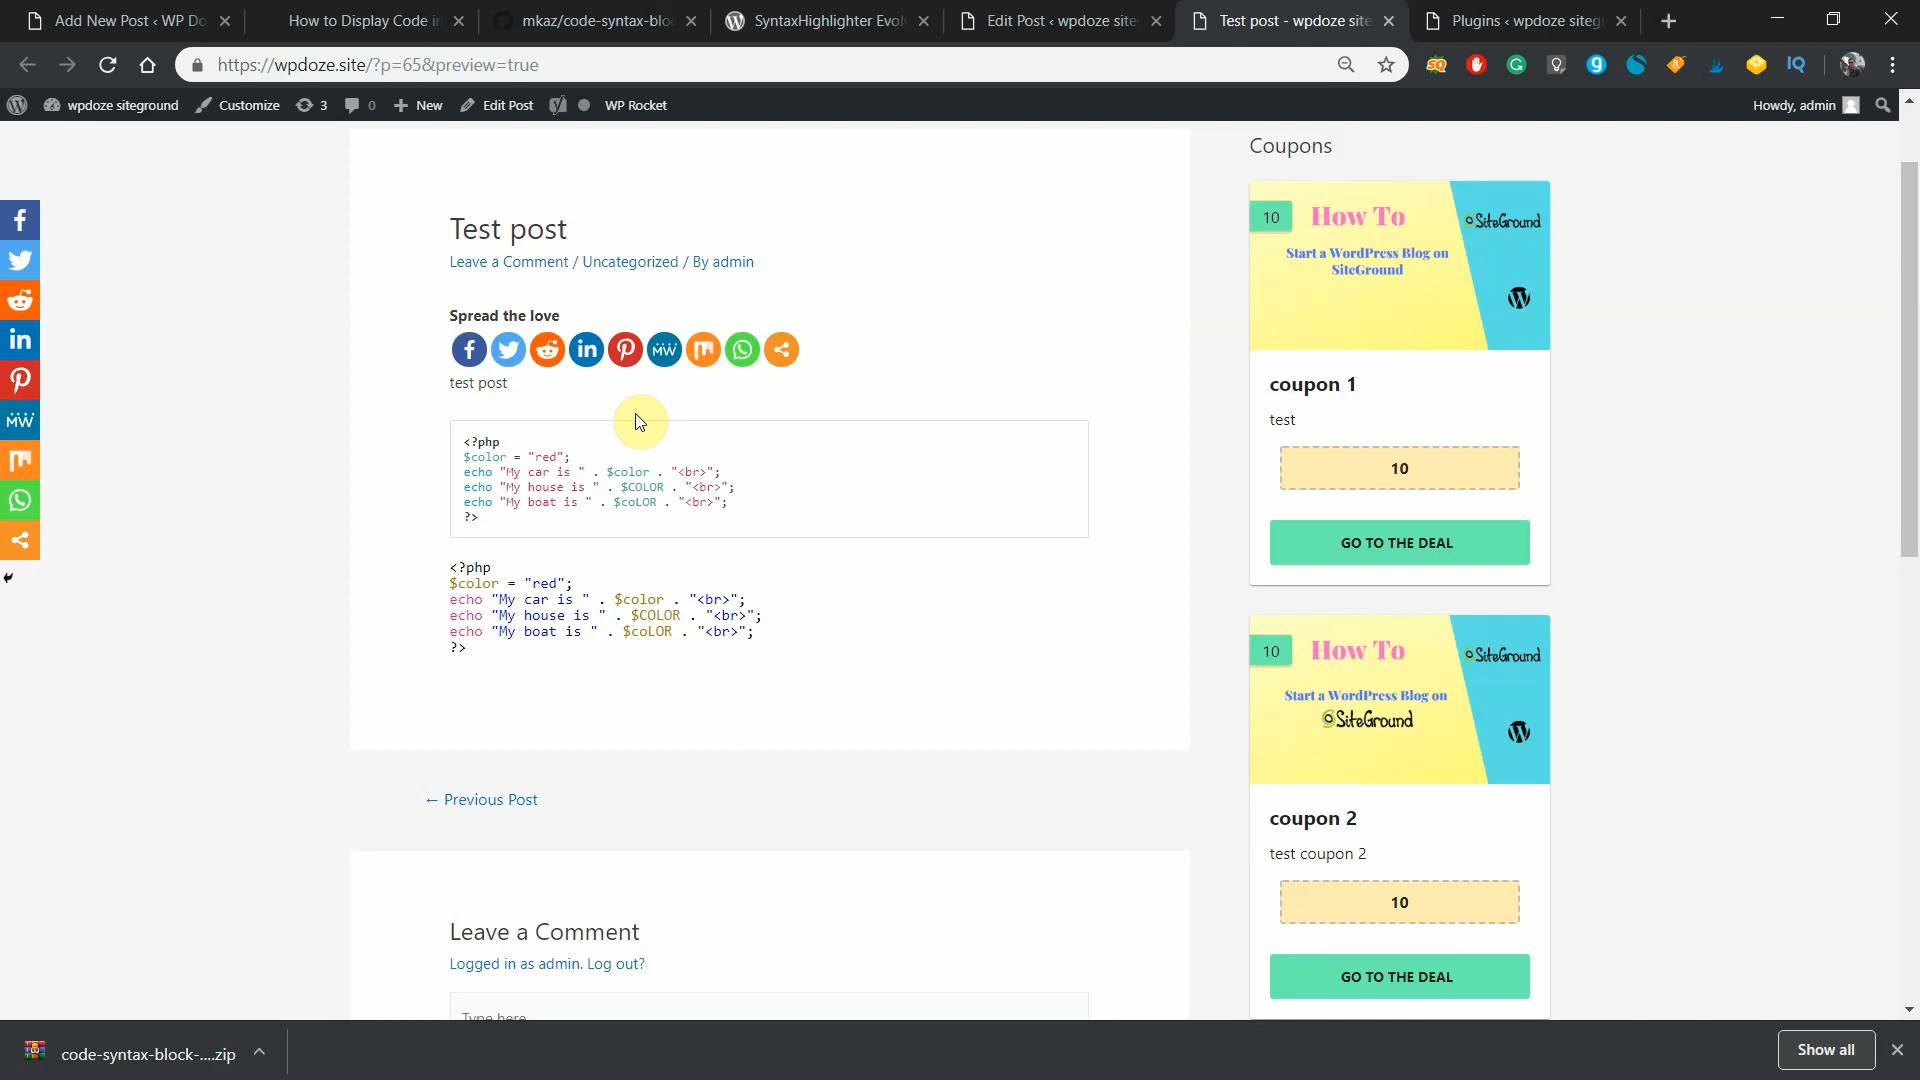 Add New Post ‹ WP Do
How to Display Code in
mkaz/code-syntax-bloc
SyntaxHighlighter Evol
Edit Post ‹ wpdoze site
Test post - wpdoze site
Plugins ‹ wpdoze siteg
https://wpdoze.site/?p=65&preview=true
wpdoze siteground
Customize
3
0
New
Edit Post
WP Rocket
Howdy, admin
Test post
Leave a Comment / Uncategorized / By admin
Spread the love
test post
<?php
$color = "red";
echo "My car is " . $color . "<br>";
echo "My house is " . $COLOR . "<br>";
echo "My boat is " . $coLOR . "<br>";
?>
<?php
$color = "red";
echo "My car is " . $color . "<br>";
echo "My house is " . $COLOR . "<br>";
echo "My boat is " . $coLOR . "<br>";
?>
← Previous Post
Leave a Comment
Logged in as admin. Log out?
Type here
Coupons
10
How To
SiteGround
Start a WordPress Blog on
SiteGround
coupon 1
test
10
GO TO THE DEAL
10
How To
SiteGround
Start a WordPress Blog on
SiteGround
coupon 2
test coupon 2
10
GO TO THE DEAL
code-syntax-block-....zip
Show all